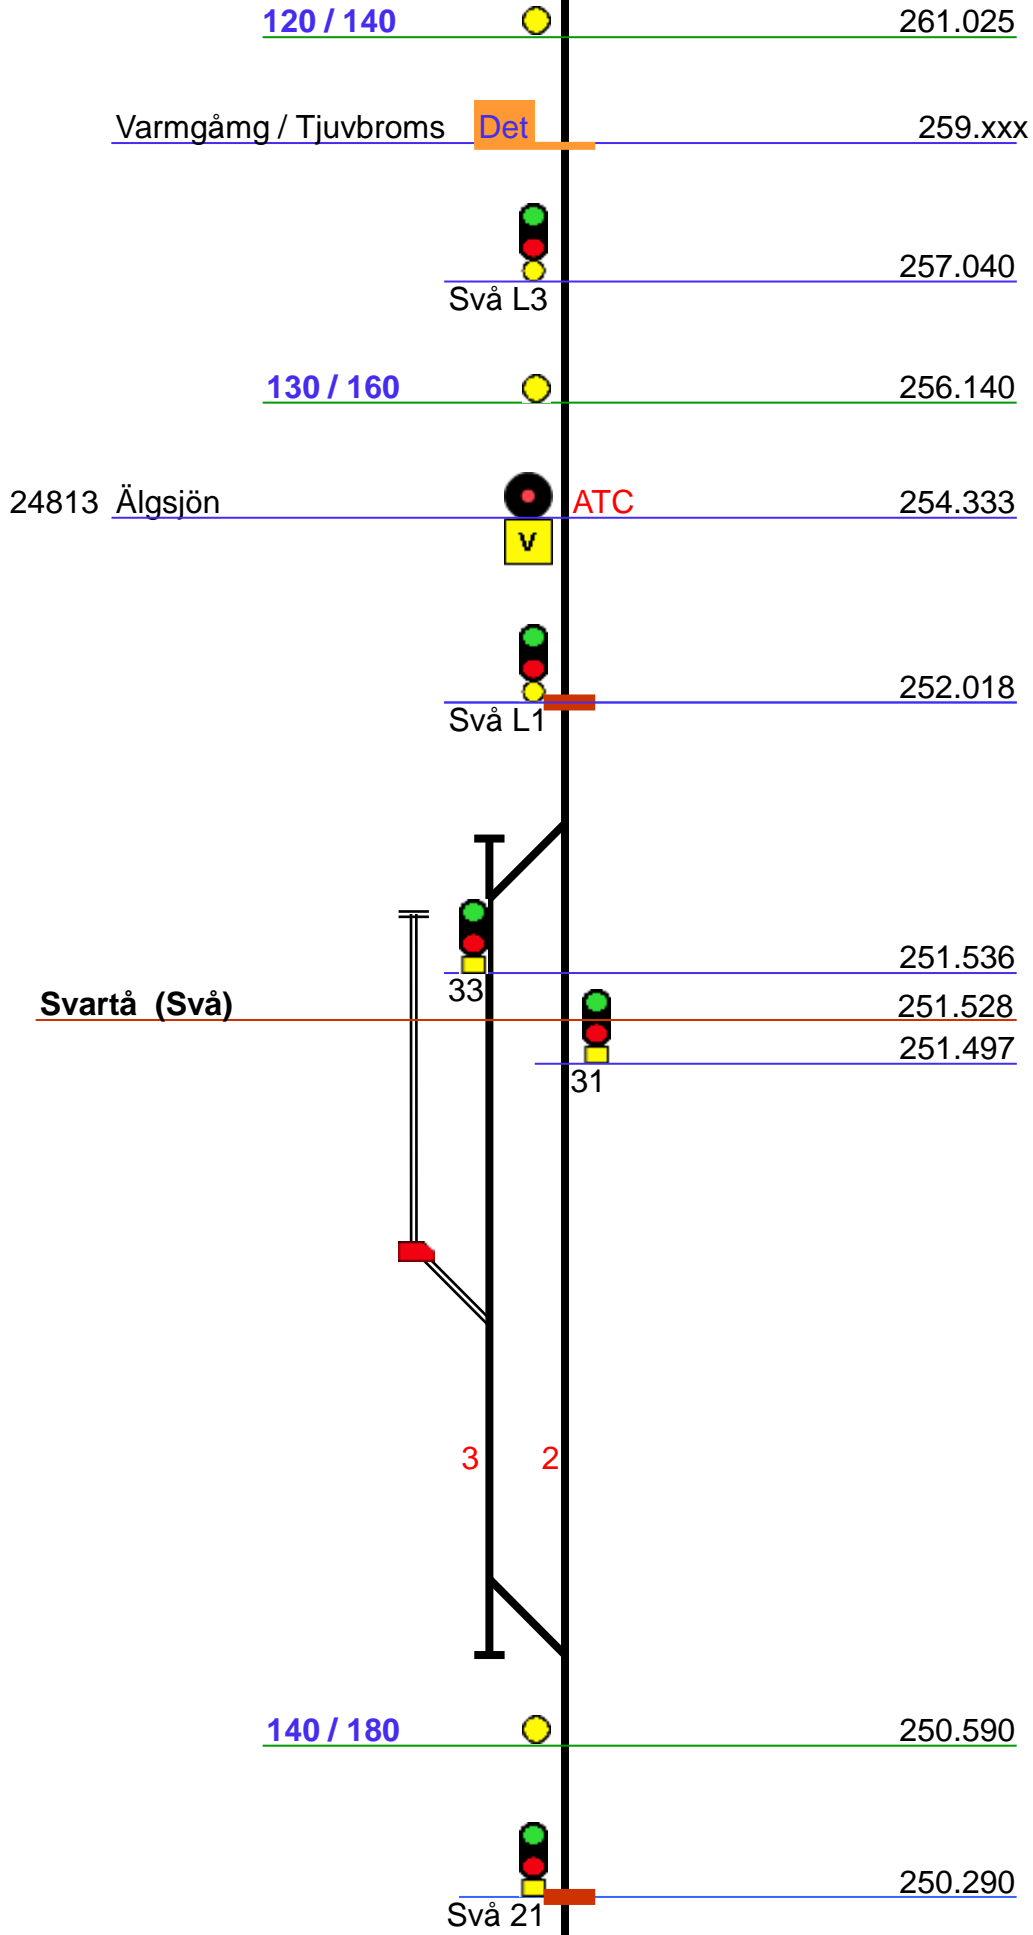 120 / 140 261.025
Varmgåmg / Tjuvbroms Det 259.xxx
257.040
Svå L3
130 / 160 256.140
24813 Älgsjön ATC 254.333
V
252.018
Svå L1
251.536
33
Svartå (Svå) 251.528
251.497
31
3 2
140 / 180 250.590
250.290
Svå 21